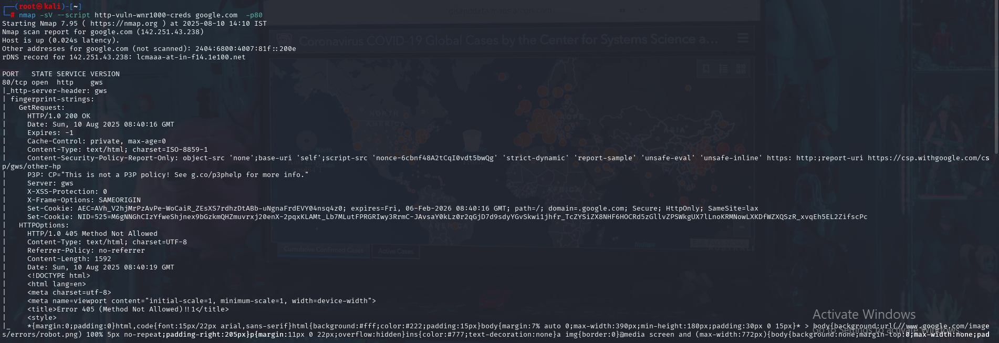 ┌──(root㉿kali)-[~]
└─# nmap -sV --script http-vuln-wnr1000-creds google.com  -p80
Starting Nmap 7.95 ( https://nmap.org ) at 2025-08-10 14:10 IST
Nmap scan report for google.com (142.251.43.238)
Host is up (0.024s latency).
Other addresses for google.com (not scanned): 2404:6800:4007:81f::200e
rDNS record for 142.251.43.238: lcmaaa-at-in-f14.1e100.net
Coronavirus COVID-19 Global Cases by the Center for Systems Science a...
PORT   STATE SERVICE VERSION
80/tcp open  http    gws
|_http-server-header: gws
| fingerprint-strings:
|   GetRequest:
|     HTTP/1.0 200 OK
|     Date: Sun, 10 Aug 2025 08:40:16 GMT
|     Expires: -1
|     Cache-Control: private, max-age=0
|     Content-Type: text/html; charset=ISO-8859-1
|     Content-Security-Policy-Report-Only: object-src 'none';base-uri 'self';script-src 'nonce-6cbnf48A2tCqI0vdt5bwQg' 'strict-dynamic' 'report-sample' 'unsafe-eval' 'unsafe-inline' https: http:;report-uri https://csp.withgoogle.com/cs
p/gws/other-hp
|     P3P: CP="This is not a P3P policy! See g.co/p3phelp for more info."
|     Server: gws
|     X-XSS-Protection: 0
|     X-Frame-Options: SAMEORIGIN
|     Set-Cookie: AEC=AVh_V2hjMrPzAvPe-WoCaiR_ZEsXS7rdhzDtABb-uNgnaFrdEVY04nsq4z0; expires=Fri, 06-Feb-2026 08:40:16 GMT; path=/; domain=.google.com; Secure; HttpOnly; SameSite=lax
|     Set-Cookie: NID=525=M6gNNGhCIzYfweShjnex9bGzkmQHZmuvrxj20enX-2pqxKLAMt_Lb7MLutFPRGRIwy3RrmC-JAvsaY0kLz0r2qGjD7d9sdyYGvSkwi1jhfr_TcZYSiZX8NHF6HOCRd5zGllvZPSWkgUX7lLnoKRMNowLXKDfWZXQSzR_xvqEh5EL2ZifscPc
|   HTTPOptions:
|     HTTP/1.0 405 Method Not Allowed
|     Content-Type: text/html; charset=UTF-8
|     Referrer-Policy: no-referrer
|     Content-Length: 1592
|     Date: Sun, 10 Aug 2025 08:40:19 GMT
|     <!DOCTYPE html>
|     <html lang=en>
|     <meta charset=utf-8>
|     <meta name=viewport content="initial-scale=1, minimum-scale=1, width=device-width">
|     <title>Error 405 (Method Not Allowed)!!1</title>
|     <style>
|_    *{margin:0;padding:0}html,code{font:15px/22px arial,sans-serif}html{background:#fff;color:#222;padding:15px}body{margin:7% auto 0;max-width:390px;min-height:180px;padding:30px 0 15px}* > body{background:url(//www.google.com/image
s/errors/robot.png) 100% 5px no-repeat;padding-right:205px}p{margin:11px 0 22px;overflow:hidden}ins{color:#777;text-decoration:none}a img{border:0}@media screen and (max-width:772px){body{background:none;margin-top:0;max-width:none;pad
NORTH
AMERICA
ASIA
AFRICA
Cumulative Confirmed Cases
Active Cases
Activate Windows
Go to Settings to activate Windows.